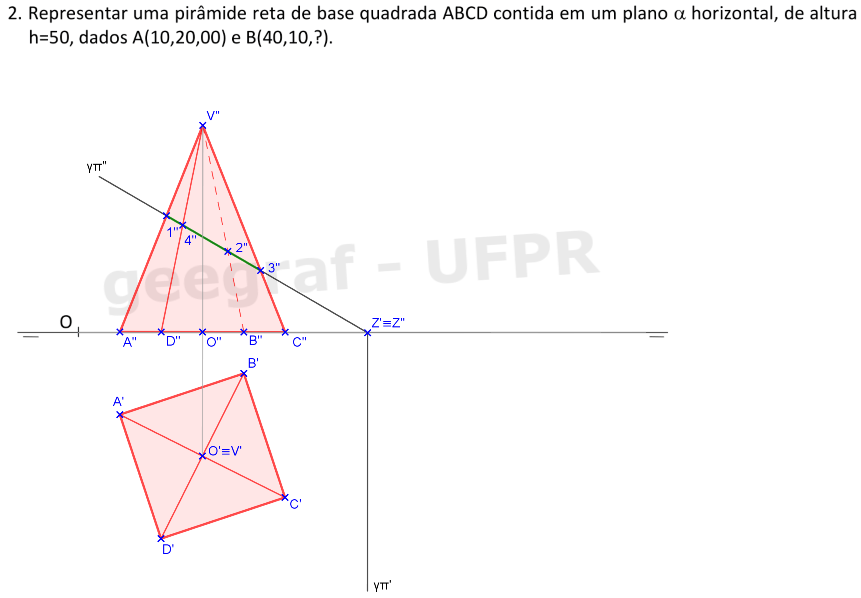 2. Representar uma pirâmide reta de base quadrada ABCD contida em um plano α horizontal, de altura
h=50, dados A(10,20,00) e B(40,10,?).
V"
γπ"
1"
4"
2"
3"
geegraf - UFPR
O
Z'≡Z"
A"
D"
O"
B"
C"
B'
A'
O'≡V'
C'
D'
γπ'